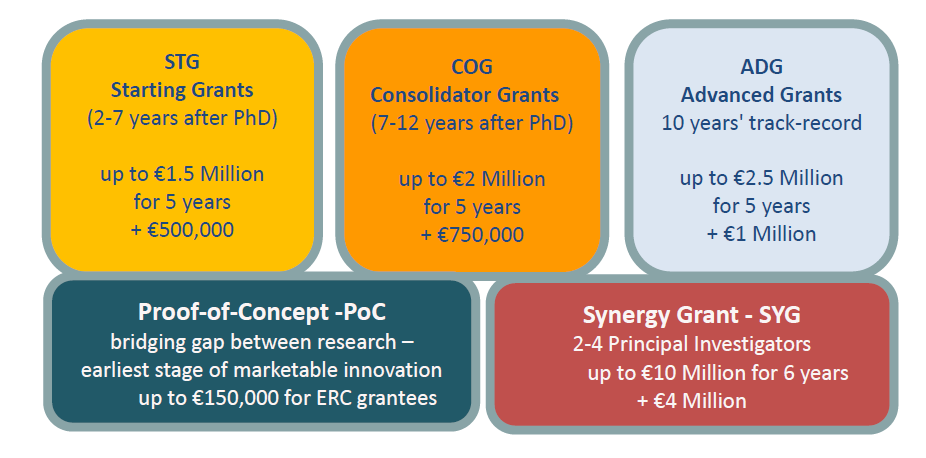 STG
Starting Grants
(2-7 years after PhD)
up to €1.5 Million
for 5 years
+ €500,000
COG
Consolidator Grants
(7-12 years after PhD)
up to €2 Million
for 5 years
+ €750,000
ADG
Advanced Grants
10 years' track-record
up to €2.5 Million
for 5 years
+ €1 Million
Proof-of-Concept -PoC
bridging gap between research –
earliest stage of marketable innovation
up to €150,000 for ERC grantees
Synergy Grant - SYG
2-4 Principal Investigators
up to €10 Million for 6 years
+ €4 Million